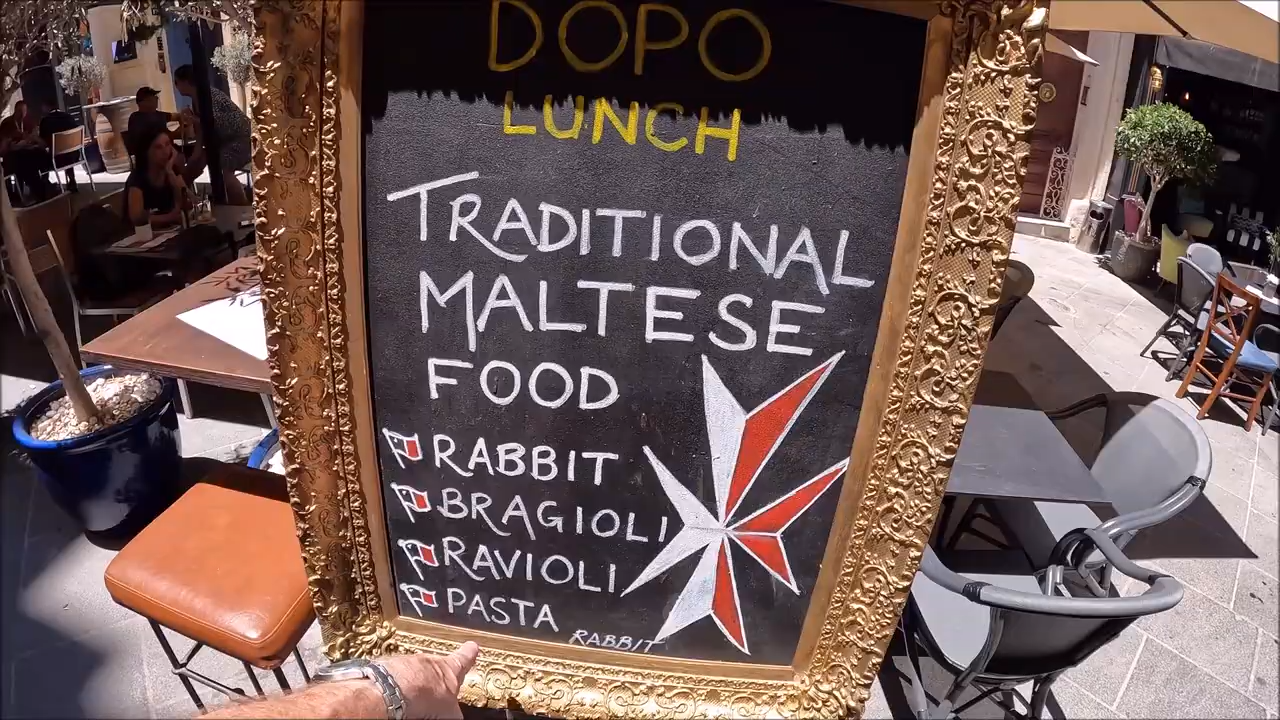 DOPO
LUNCH
TRADITIONAL
MALTESE
FOOD
RABBIT
BRAGIOLI
RAVIOLI
PASTA
RABBIT